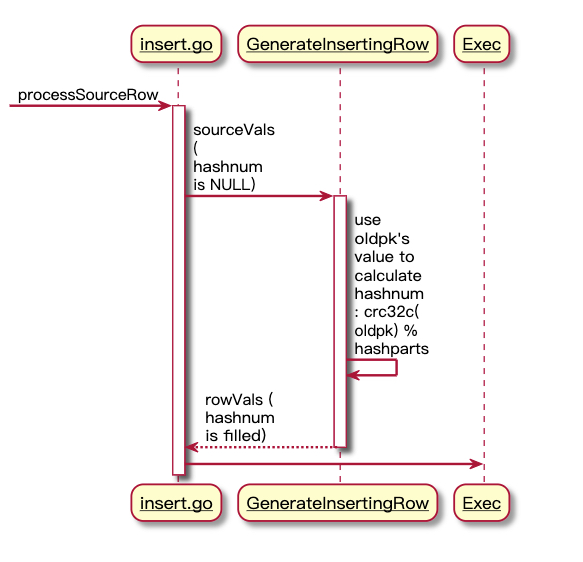 insert.go
GenerateInsertingRow
Exec
processSourceRow
sourceVals
(
hashnum
is NULL)
use
oldpk's
value to
calculate
hashnum
: crc32c(
oldpk) %
hashparts
rowVals (
hashnum
is filled)
insert.go
GenerateInsertingRow
Exec